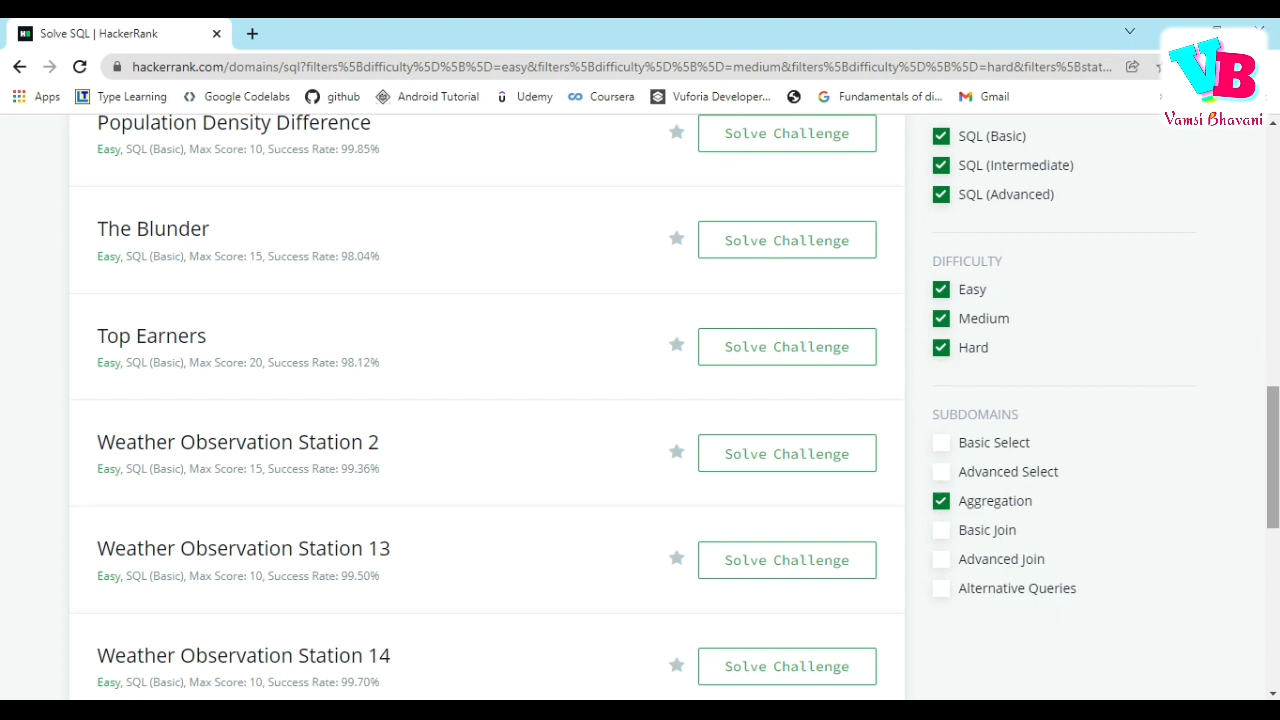 Solve SQL | HackerRank
hackerrank.com/domains/sql?filters%5Bdifficulty%5D%5B%5D=easy&filters%5Bdifficulty%5D%5B%5D=medium&filters%5Bdifficulty%5D%5B%5D=hard&filters%5Bstat...
Apps Type Learning Google Codelabs github Android Tutorial Udemy Coursera Vuforia Developer... Fundamentals of di... Gmail
VB
Vamsi Bhavani
Population Density Difference
Easy, SQL (Basic), Max Score: 10, Success Rate: 99.85%
Solve Challenge
The Blunder
Easy, SQL (Basic), Max Score: 15, Success Rate: 98.04%
Solve Challenge
Top Earners
Easy, SQL (Basic), Max Score: 20, Success Rate: 98.12%
Solve Challenge
Weather Observation Station 2
Easy, SQL (Basic), Max Score: 15, Success Rate: 99.36%
Solve Challenge
Weather Observation Station 13
Easy, SQL (Basic), Max Score: 10, Success Rate: 99.50%
Solve Challenge
Weather Observation Station 14
Easy, SQL (Basic), Max Score: 10, Success Rate: 99.70%
Solve Challenge
SQL (Basic)
SQL (Intermediate)
SQL (Advanced)
DIFFICULTY
Easy
Medium
Hard
SUBDOMAINS
Basic Select
Advanced Select
Aggregation
Basic Join
Advanced Join
Alternative Queries